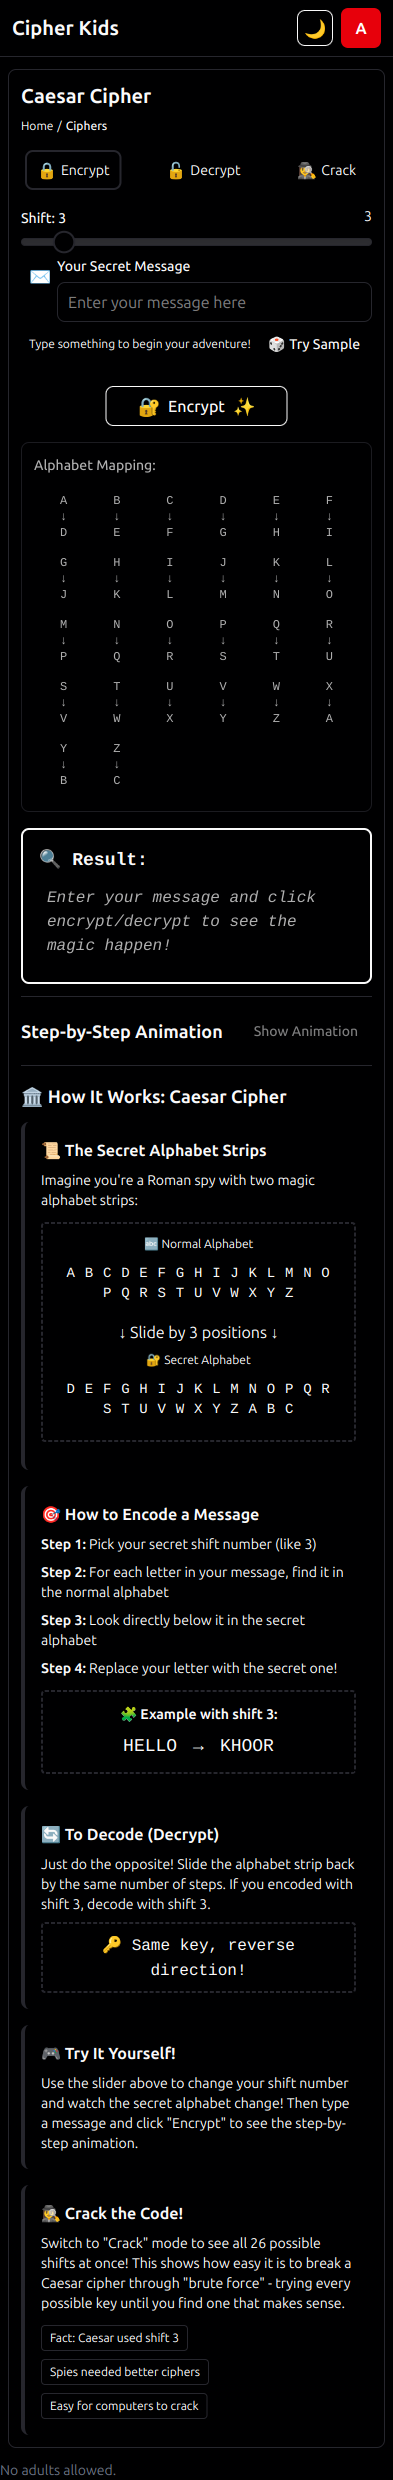 Cipher Kids
A
Caesar Cipher
Home / Ciphers
Encrypt Decrypt Crack
Shift: 3 3
Your Secret Message
Enter your message here
Type something to begin your adventure! Try Sample
Encrypt
Alphabet Mapping:
A B C D E F
↓ ↓ ↓ ↓ ↓ ↓
D E F G H I
G H I J K L
↓ ↓ ↓ ↓ ↓ ↓
J K L M N O
M N O P Q R
↓ ↓ ↓ ↓ ↓ ↓
P Q R S T U
S T U V W X
↓ ↓ ↓ ↓ ↓ ↓
V W X Y Z A
Y Z
↓ ↓
B C
Result:
Enter your message and click
encrypt/decrypt to see the
magic happen!
Step-by-Step Animation Show Animation
How It Works: Caesar Cipher
The Secret Alphabet Strips
Imagine you're a Roman spy with two magic
alphabet strips:
Normal Alphabet
A B C D E F G H I J K L M N O
P Q R S T U V W X Y Z
↓ Slide by 3 positions ↓
Secret Alphabet
D E F G H I J K L M N O P Q R
S T U V W X Y Z A B C
How to Encode a Message
Step 1: Pick your secret shift number (like 3)
Step 2: For each letter in your message, find it in
the normal alphabet
Step 3: Look directly below it in the secret
alphabet
Step 4: Replace your letter with the secret one!
Example with shift 3:
HELLO → KHOOR
To Decode (Decrypt)
Just do the opposite! Slide the alphabet strip back
by the same number of steps. If you encoded with
shift 3, decode with shift 3.
Same key, reverse
direction!
Try It Yourself!
Use the slider above to change your shift number
and watch the secret alphabet change! Then type
a message and click "Encrypt" to see the step-by-
step animation.
Crack the Code!
Switch to "Crack" mode to see all 26 possible
shifts at once! This shows how easy it is to break a
Caesar cipher through "brute force" - trying every
possible key until you find one that makes sense.
Fact: Caesar used shift 3
Spies needed better ciphers
Easy for computers to crack
No adults allowed.